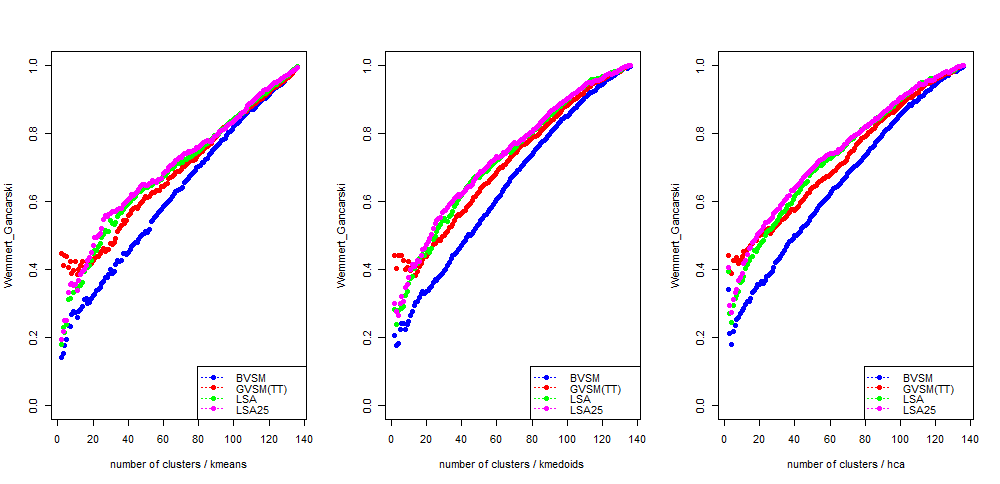 Wemmert_Gancarski
0.0 0.2 0.4 0.6 0.8 1.0
BVSM
GVSM(TT)
LSA
LSA25
0 20 40 60 80 100 120 140
number of clusters / kmeans
Wemmert_Gancarski
0.0 0.2 0.4 0.6 0.8 1.0
BVSM
GVSM(TT)
LSA
LSA25
0 20 40 60 80 100 120 140
number of clusters / kmedoids
Wemmert_Gancarski
0.0 0.2 0.4 0.6 0.8 1.0
BVSM
GVSM(TT)
LSA
LSA25
0 20 40 60 80 100 120 140
number of clusters / hca